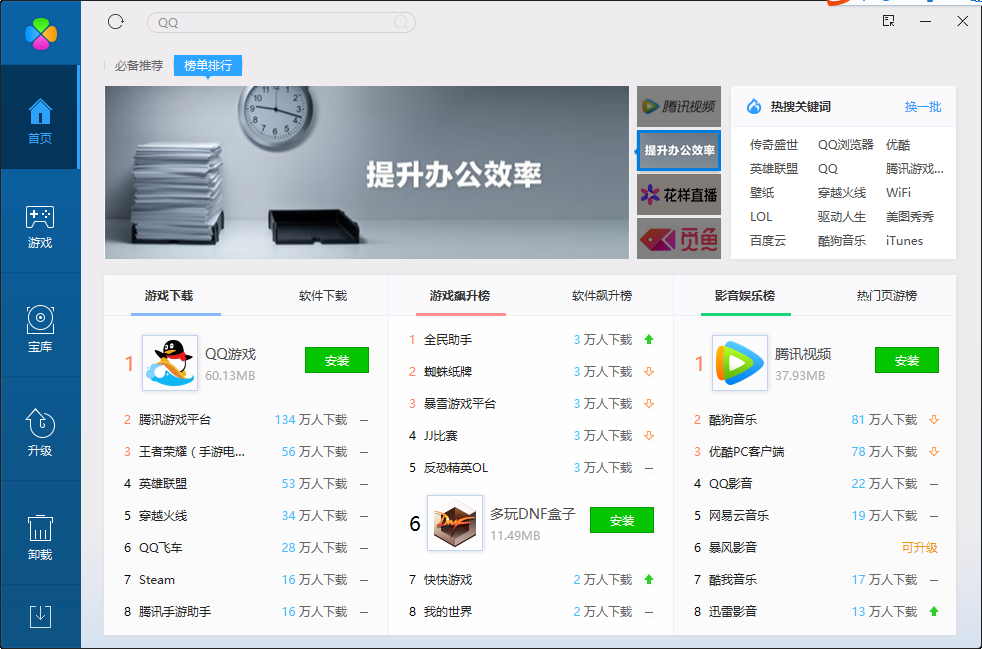 QQ
必备推荐 榜单排行
提升办公效率
腾讯视频
提升办公效率
花样直播
觅鱼
热搜关键词 换一批
传奇盛世 QQ浏览器 优酷
英雄联盟 QQ 腾讯游戏...
壁纸 穿越火线 WiFi
LOL 驱动人生 美图秀秀
百度云 酷狗音乐 iTunes
首页
游戏
宝库
升级
卸载
游戏下载 软件下载
1 QQ游戏 安装
60.13MB
2 腾讯游戏平台 134 万人下载
3 王者荣耀（手游电... 56 万人下载
4 英雄联盟 53 万人下载
5 穿越火线 34 万人下载
6 QQ飞车 28 万人下载
7 Steam 16 万人下载
8 腾讯手游助手 16 万人下载
游戏飙升榜 软件飙升榜
1 全民助手 3 万人下载
2 蜘蛛纸牌 3 万人下载
3 暴雪游戏平台 3 万人下载
4 JJ比赛 3 万人下载
5 反恐精英OL 3 万人下载
6 DNF 多玩DNF盒子 安装
11.49MB
7 快快游戏 2 万人下载
8 我的世界 2 万人下载
影音娱乐榜 热门页游榜
1 腾讯视频 安装
37.93MB
2 酷狗音乐 81 万人下载
3 优酷PC客户端 78 万人下载
4 QQ影音 22 万人下载
5 网易云音乐 19 万人下载
6 暴风影音 可升级
7 酷我音乐 17 万人下载
8 迅雷影音 13 万人下载